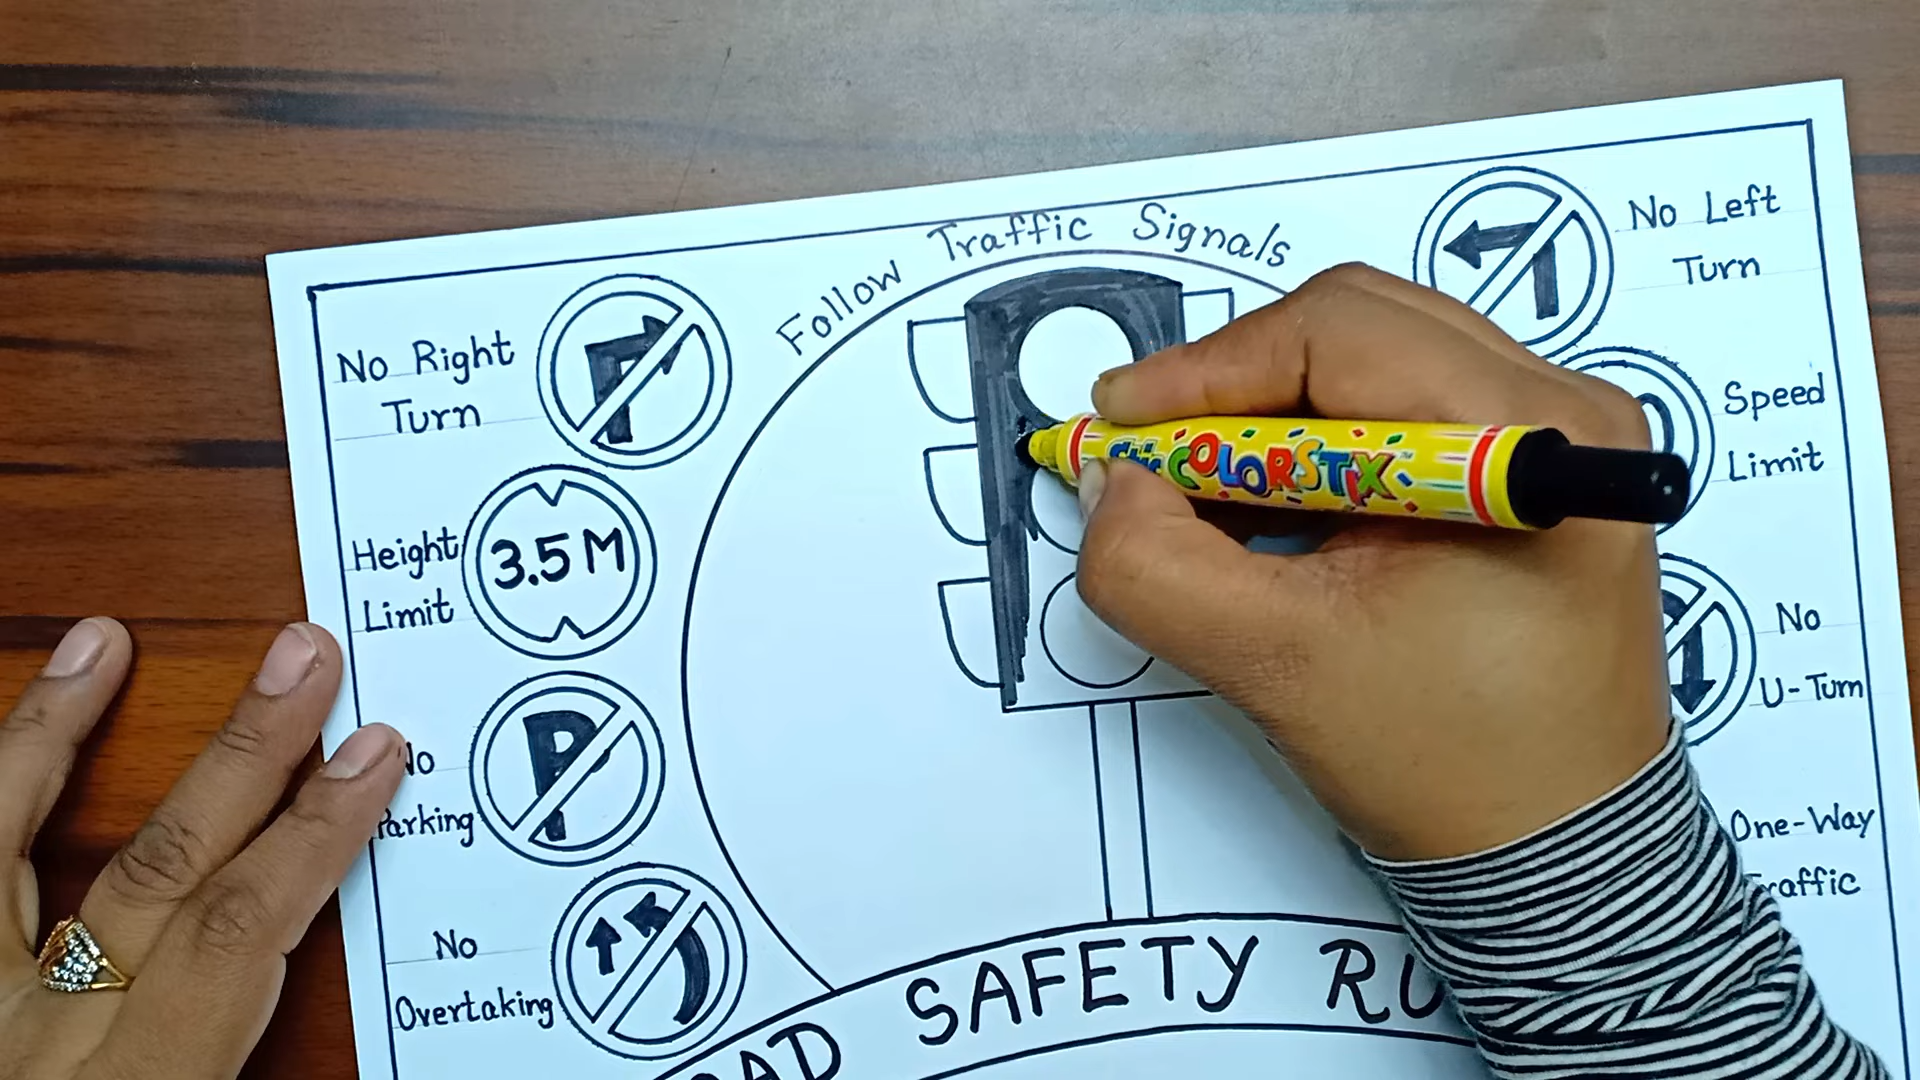 Follow Traffic Signals
No Right
Turn
Height
Limit
3.5 M
No
Parking
P
No
Overtaking
No Left
Turn
Speed
Limit
No
U-Turn
One-Way
Traffic
COLORSTIX
SAFETY